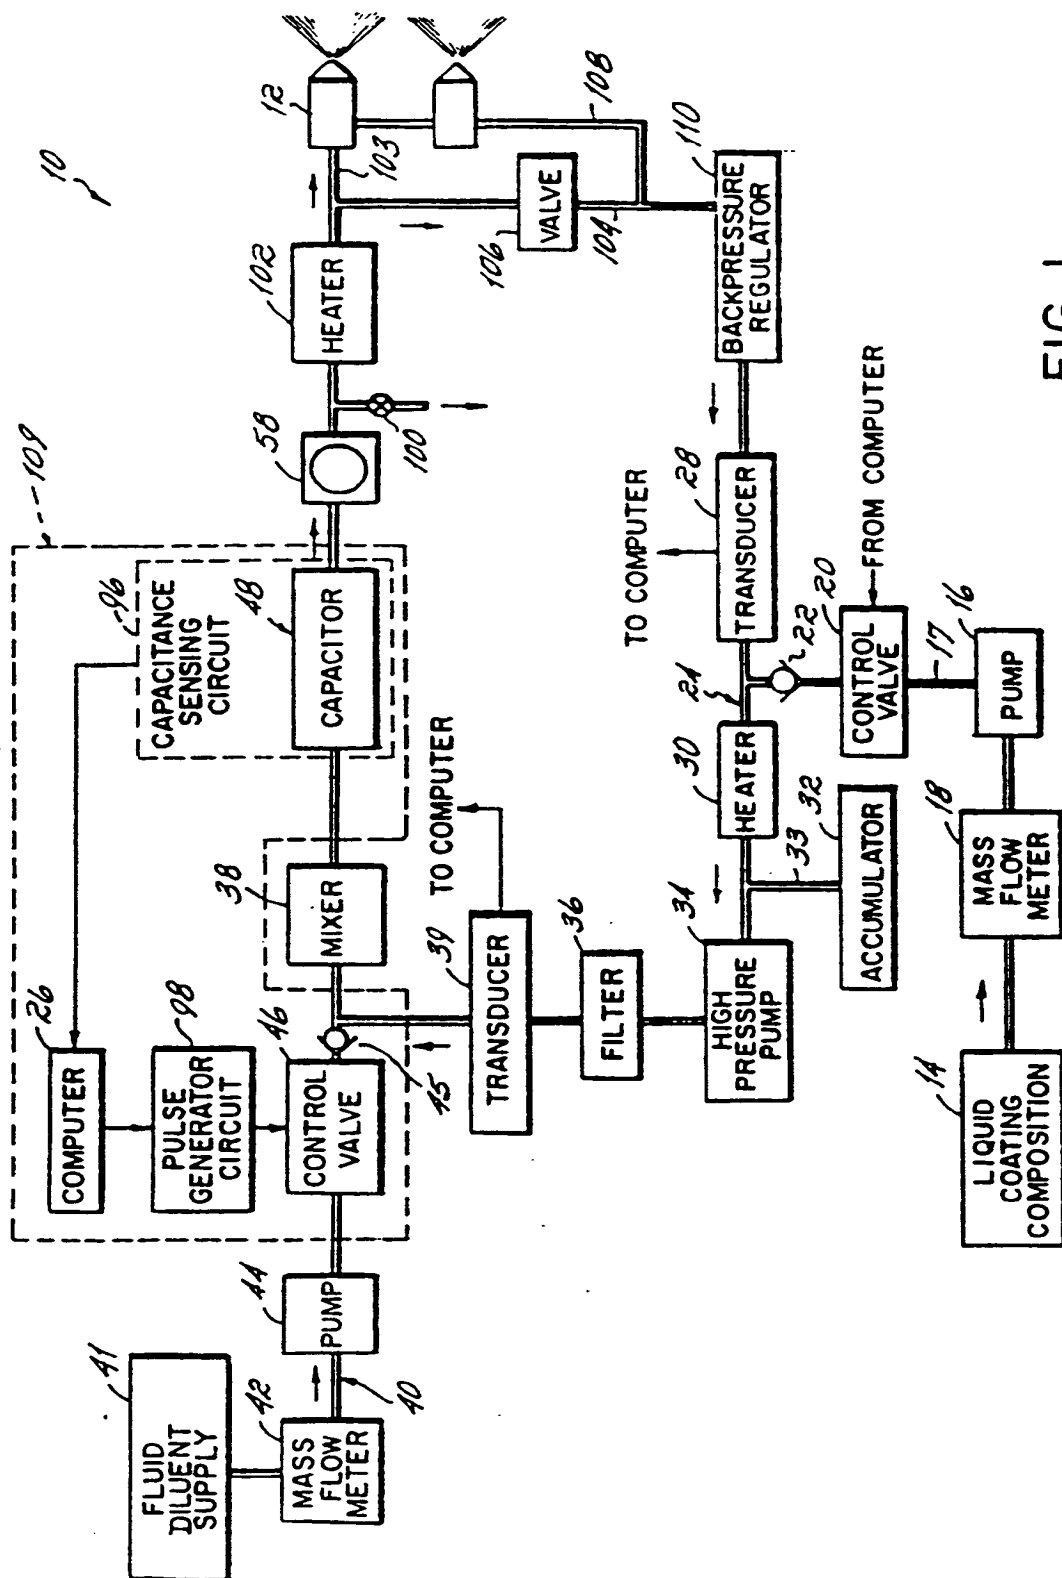 10
109
96
CAPACITANCE
SENSING
CIRCUIT
26
COMPUTER
98
PULSE
GENERATOR
CIRCUIT
41
FLUID
DILUENT
SUPPLY
42
MASS
FLOW
METER
40
44
PUMP
46
CONTROL
VALVE
45
38
MIXER
48
CAPACITOR
58
100
102
HEATER
103
12
108
106
VALVE
104
110
BACKPRESSURE
REGULATOR
28
TRANSDUCER
TO COMPUTER
24
22
20
CONTROL
VALVE
FROM COMPUTER
17
16
PUMP
18
MASS
FLOW
METER
14
LIQUID
COATING
COMPOSITION
30
HEATER
33
32
ACCUMULATOR
34
HIGH
PRESSURE
PUMP
36
FILTER
39
TRANSDUCER
TO COMPUTER
FIG. 1